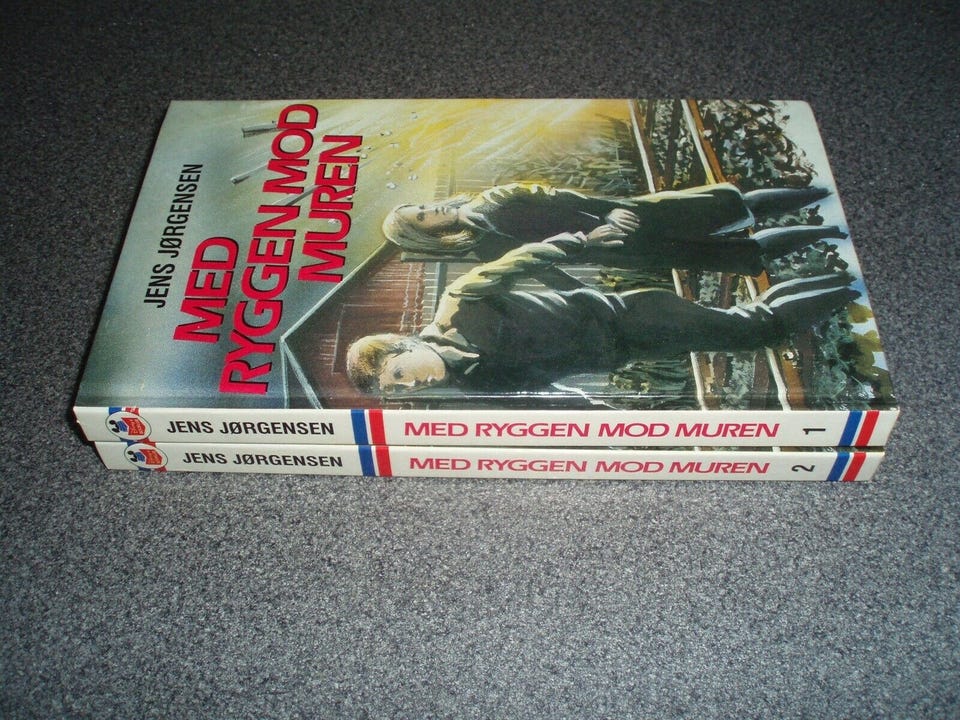 JENS JØRGENSEN
MED
RYGGEN MOD
MUREN
JENS JØRGENSEN MED RYGGEN MOD MUREN 1
JENS JØRGENSEN MED RYGGEN MOD MUREN 2